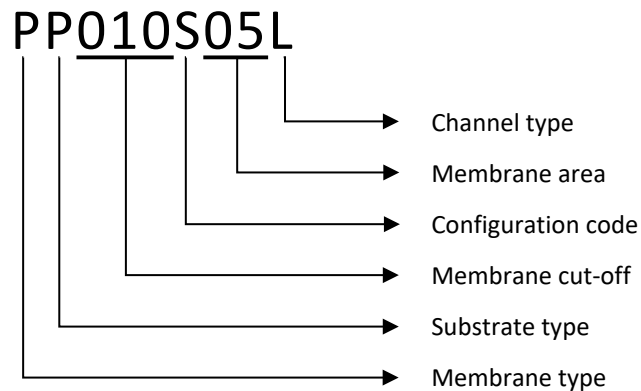 PP010S05L
Channel type
Membrane area
Configuration code
Membrane cut-off
Substrate type
Membrane type